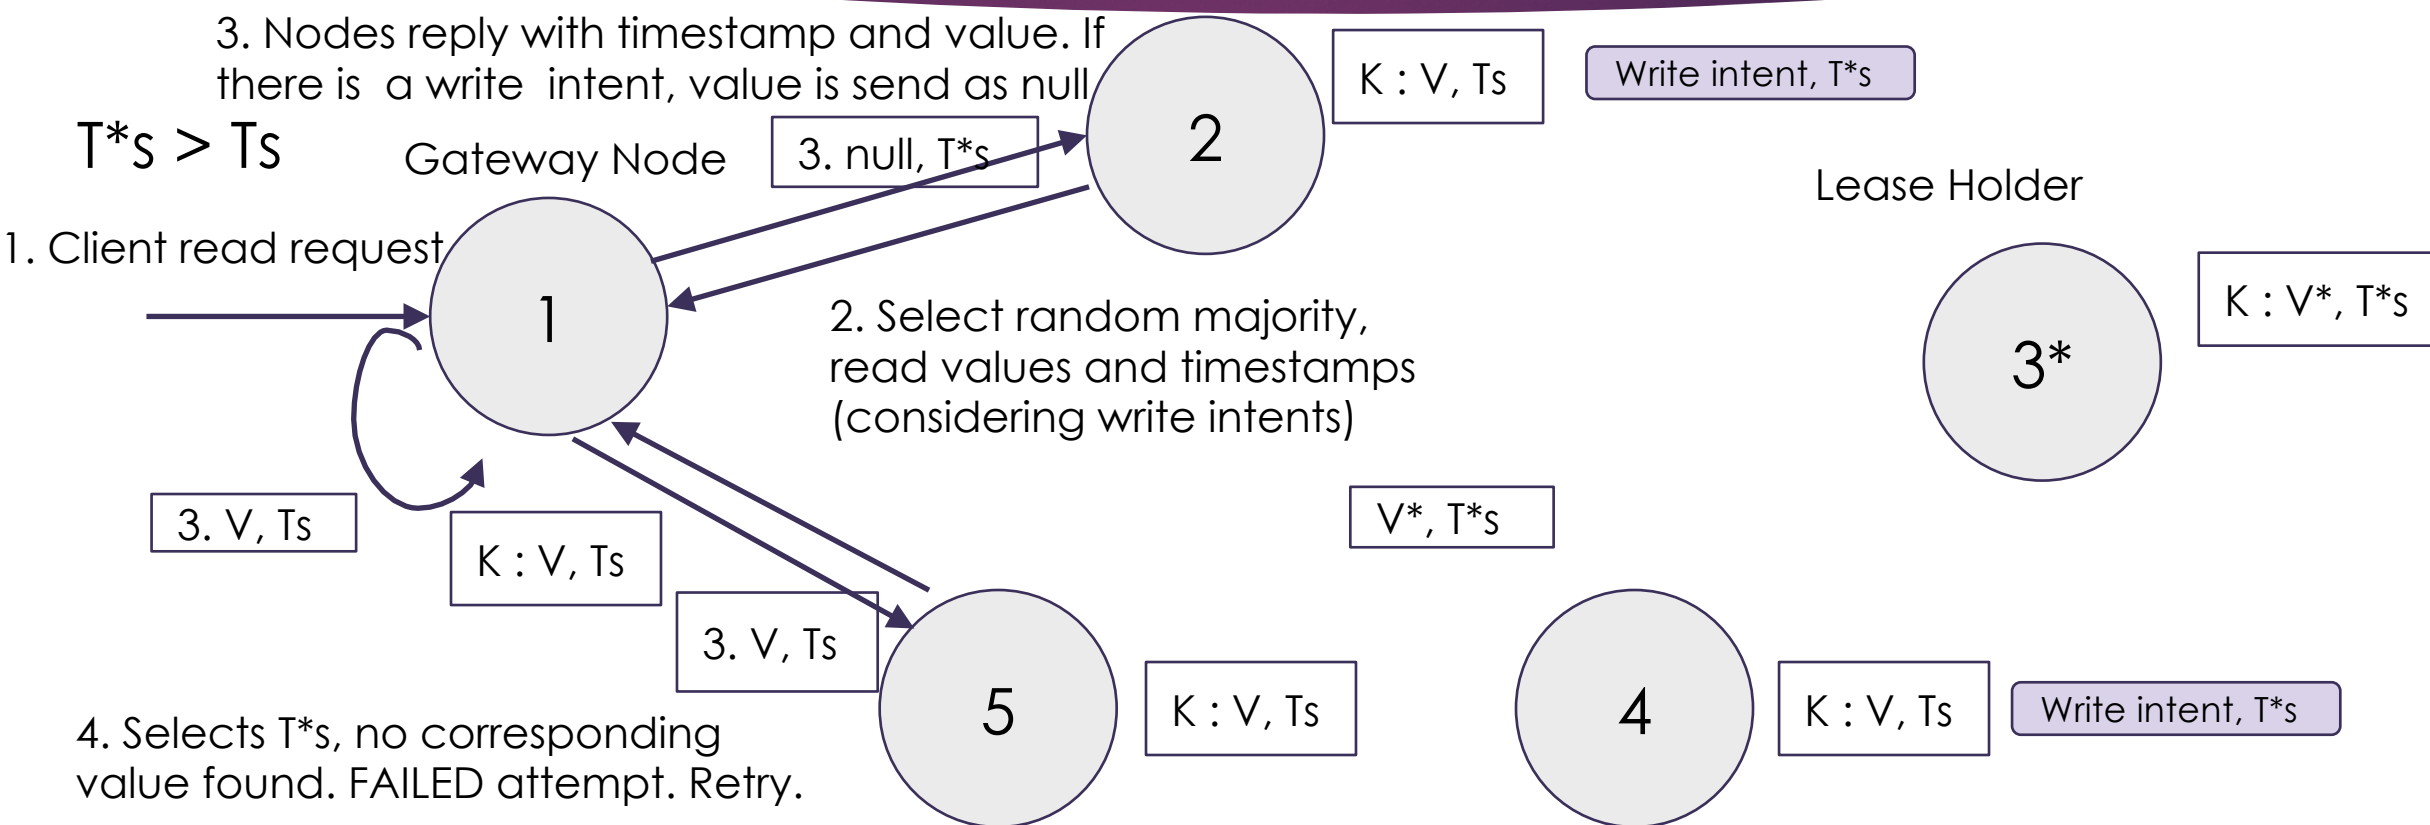 3. Nodes reply with timestamp and value. If
there is a write intent, value is send as null
K : V, Ts
Write intent, T*s
T*s > Ts
Gateway Node
3. null, T*s
2
Lease Holder
1. Client read request
1
2. Select random majority,
read values and timestamps
(considering write intents)
3*
K : V*, T*s
3. V, Ts
K : V, Ts
V*, T*s
3. V, Ts
5
K : V, Ts
4
K : V, Ts
Write intent, T*s
4. Selects T*s, no corresponding
value found. FAILED attempt. Retry.